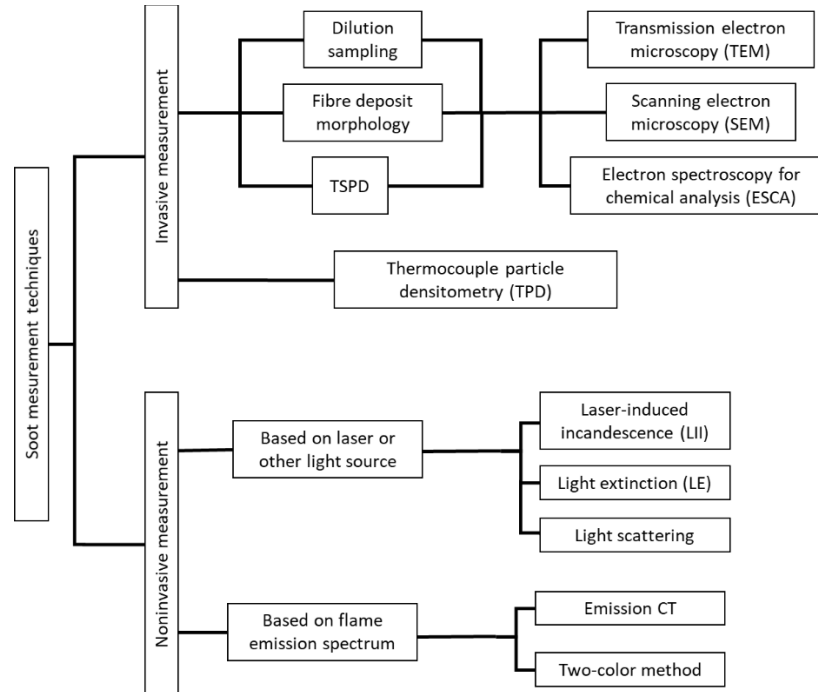 Soot mesurement techniques
Invasive measurement
Dilution
sampling
Fibre deposit
morphology
TSPD
Transmission electron
microscopy (TEM)
Scanning electron
microscopy (SEM)
Electron spectroscopy for
chemical analysis (ESCA)
Thermocouple particle
densitometry (TPD)
Noninvasive measurement
Based on laser or
other light source
Laser-induced
incandescence (LII)
Light extinction (LE)
Light scattering
Based on flame
emission spectrum
Emission CT
Two-color method